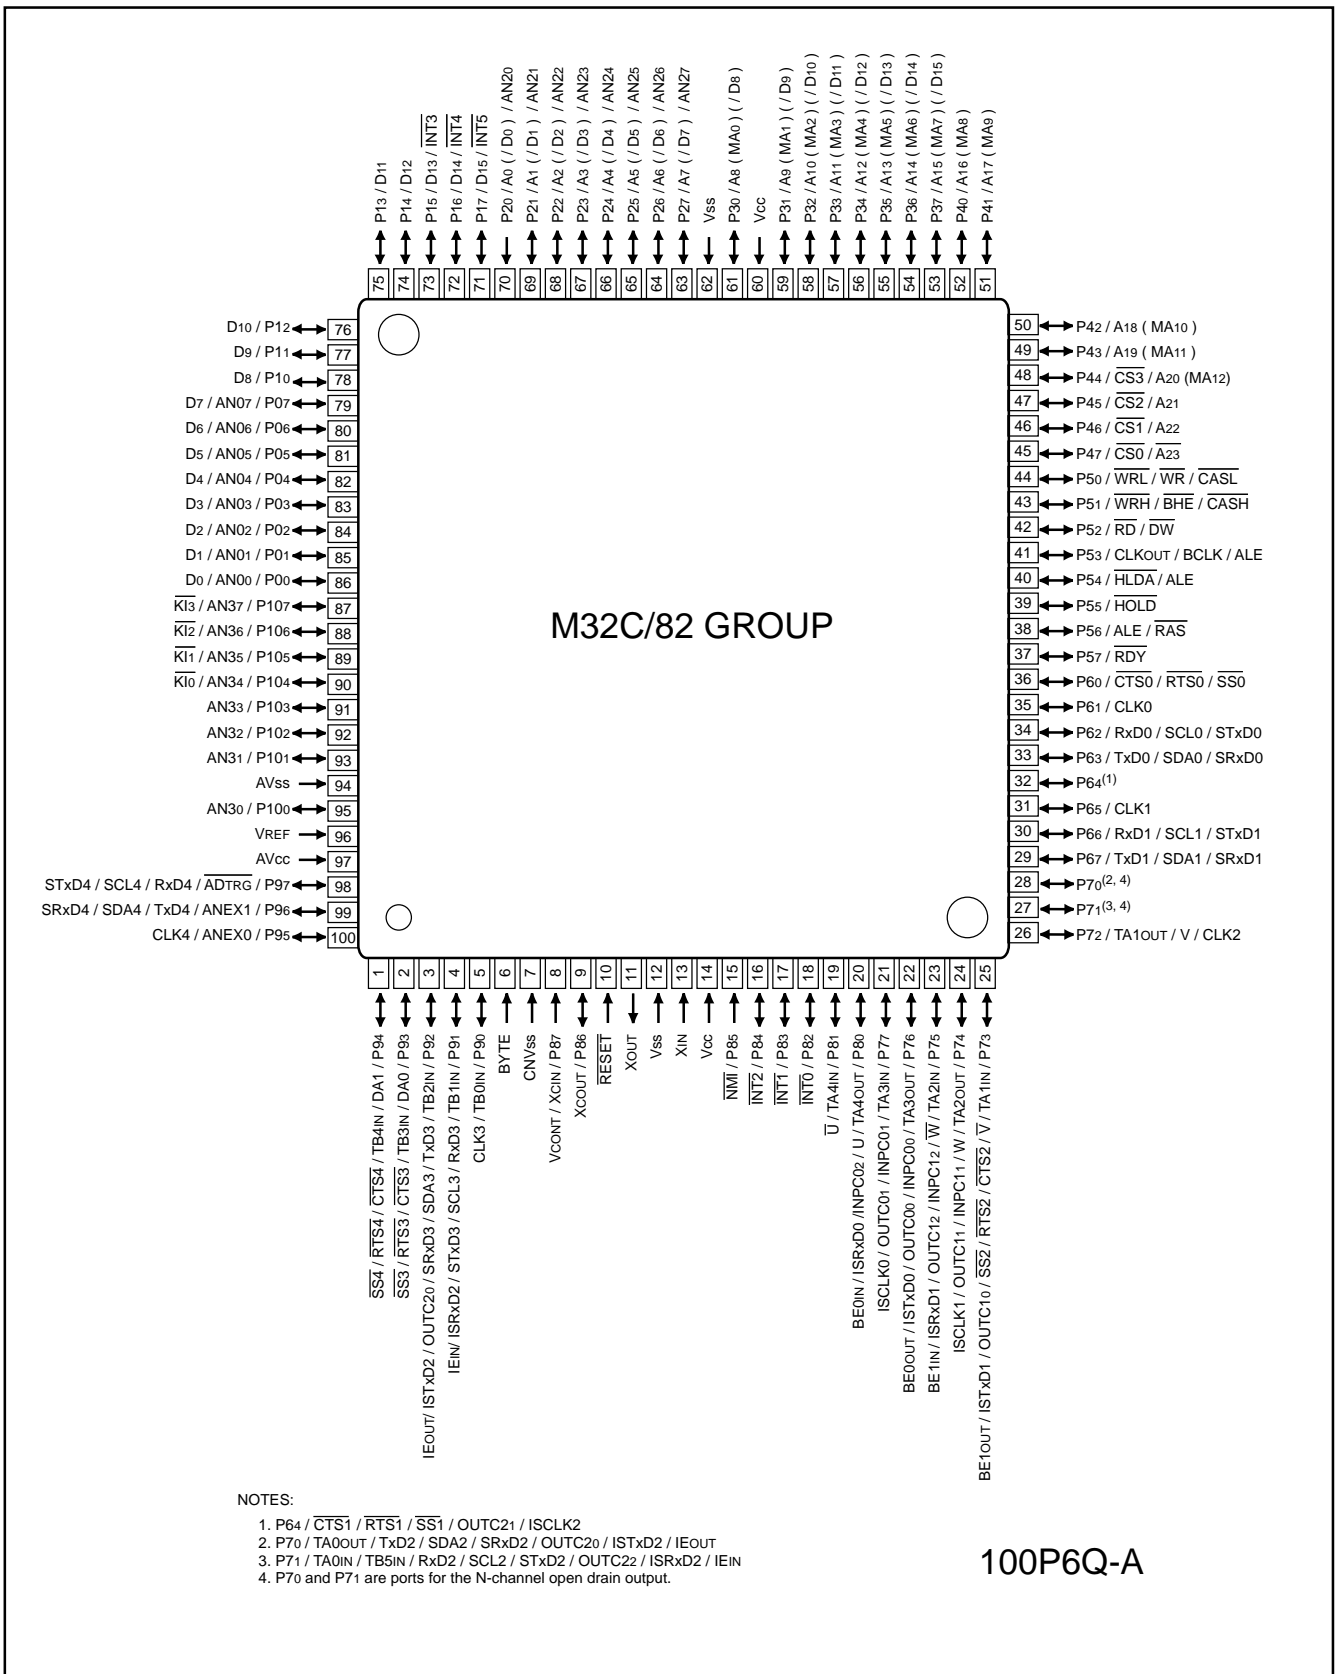 P13 / D11
P14 / D12
P15 / D13 / INT3
P16 / D14 / INT4
P17 / D15 / INT5
P20 / A0 ( / D0 ) / AN20
P21 / A1 ( / D1 ) / AN21
P22 / A2 ( / D2 ) / AN22
P23 / A3 ( / D3 ) / AN23
P24 / A4 ( / D4 ) / AN24
P25 / A5 ( / D5 ) / AN25
P26 / A6 ( / D6 ) / AN26
P27 / A7 ( / D7 ) / AN27
Vss
P30 / A8 ( MA0 ) ( / D8 )
Vcc
P31 / A9 ( MA1 ) ( / D9 )
P32 / A10 ( MA2 ) ( / D10 )
P33 / A11 ( MA3 ) ( / D11 )
P34 / A12 ( MA4 ) ( / D12 )
P35 / A13 ( MA5 ) ( / D13 )
P36 / A14 ( MA6 ) ( / D14 )
P37 / A15 ( MA7 ) ( / D15 )
P40 / A16 ( MA8 )
P41 / A17 ( MA9 )
75 74 73 72 71 70 69 68 67 66 65 64 63 62 61 60 59 58 57 56 55 54 53 52 51
D10 / P12 76
D9 / P11 77
D8 / P10 78
D7 / AN07 / P07 79
D6 / AN06 / P06 80
D5 / AN05 / P05 81
D4 / AN04 / P04 82
D3 / AN03 / P03 83
D2 / AN02 / P02 84
D1 / AN01 / P01 85
D0 / AN00 / P00 86
KI3 / AN37 / P107 87
KI2 / AN36 / P106 88
KI1 / AN35 / P105 89
KI0 / AN34 / P104 90
AN33 / P103 91
AN32 / P102 92
AN31 / P101 93
AVss 94
AN30 / P100 95
VREF 96
AVcc 97
STxD4 / SCL4 / RxD4 / ADTRG / P97 98
SRxD4 / SDA4 / TxD4 / ANEX1 / P96 99
CLK4 / ANEX0 / P95 100
M32C/82 GROUP
50 P42 / A18 ( MA10 )
49 P43 / A19 ( MA11 )
48 P44 / CS3 / A20 (MA12)
47 P45 / CS2 / A21
46 P46 / CS1 / A22
45 P47 / CS0 / A23
44 P50 / WRL / WR / CASL
43 P51 / WRH / BHE / CASH
42 P52 / RD / DW
41 P53 / CLKOUT / BCLK / ALE
40 P54 / HLDA / ALE
39 P55 / HOLD
38 P56 / ALE / RAS
37 P57 / RDY
36 P60 / CTS0 / RTS0 / SS0
35 P61 / CLK0
34 P62 / RxD0 / SCL0 / STxD0
33 P63 / TxD0 / SDA0 / SRxD0
32 P64(1)
31 P65 / CLK1
30 P66 / RxD1 / SCL1 / STxD1
29 P67 / TxD1 / SDA1 / SRxD1
28 P70(2, 4)
27 P71(3, 4)
26 P72 / TA1OUT / V / CLK2
1 2 3 4 5 6 7 8 9 10 11 12 13 14 15 16 17 18 19 20 21 22 23 24 25
SS4 / RTS4 / CTS4 / TB4IN / DA1 / P94
SS3 / RTS3 / CTS3 / TB3IN / DA0 / P93
IEOUT/ ISTxD2 / OUTC20 / SRxD3 / SDA3 / TxD3 / TB2IN / P92
IEIN/ ISRxD2 / STxD3 / SCL3 / RxD3 / TB1IN / P91
CLK3 / TB0IN / P90
BYTE
CNVss
VCONT / XCIN / P87
XCOUT / P86
RESET
XOUT
Vss
XIN
Vcc
NMI / P85
INT2 / P84
INT1 / P83
INT0 / P82
U / TA4IN / P81
BE0IN / ISRxD0 /INPC02 / U / TA4OUT / P80
ISCLK0 / OUTC01 / INPC01 / TA3IN / P77
BE0OUT / ISTxD0 / OUTC00 / INPC00 / TA3OUT / P76
BE1IN / ISRxD1 / OUTC12 / INPC12 / W / TA2IN / P75
ISCLK1 / OUTC11 / INPC11 / W / TA2OUT / P74
BE1OUT / ISTxD1 / OUTC10 / SS2 / RTS2 / CTS2 / V / TA1IN / P73
NOTES:
1. P64 / CTS1 / RTS1 / SS1 / OUTC21 / ISCLK2
2. P70 / TA0OUT / TxD2 / SDA2 / SRxD2 / OUTC20 / ISTxD2 / IEOUT
3. P71 / TA0IN / TB5IN / RxD2 / SCL2 / STxD2 / OUTC22 / ISRxD2 / IEIN
4. P70 and P71 are ports for the N-channel open drain output.
100P6Q-A